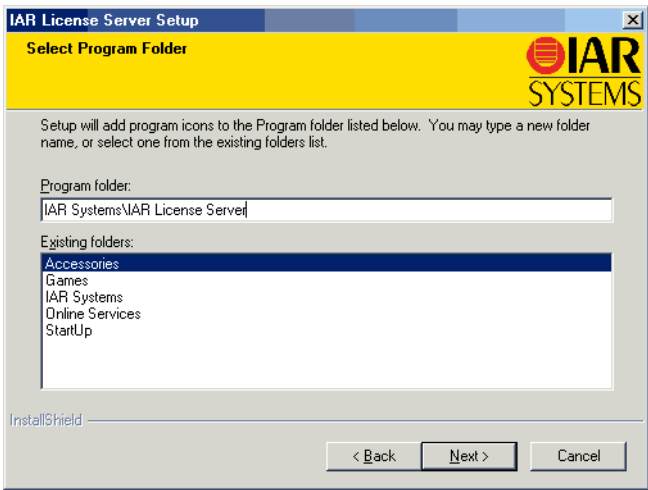 IAR License Server Setup
Select Program Folder
IAR
SYSTEMS
Setup will add program icons to the Program folder listed below. You may type a new folder
name, or select one from the existing folders list.
Program folder:
IAR Systems\IAR License Server
Existing folders:
Accessories
Games
IAR Systems
Online Services
StartUp
InstallShield
< Back
Next >
Cancel